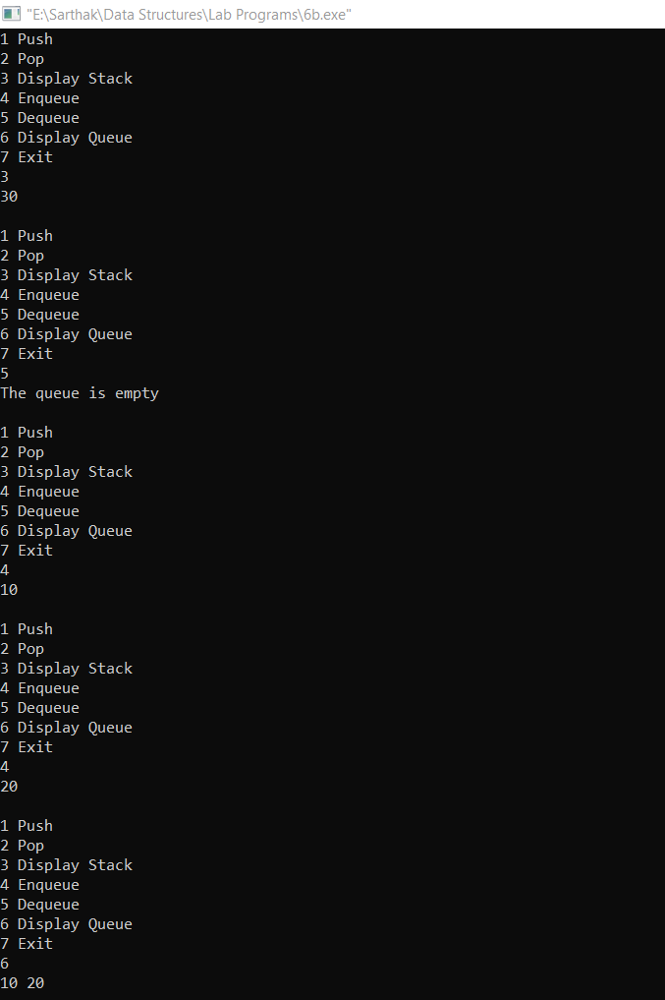 "E:\Sarthak\Data Structures\Lab Programs\6b.exe"
1 Push
2 Pop
3 Display Stack
4 Enqueue
5 Dequeue
6 Display Queue
7 Exit
3
30

1 Push
2 Pop
3 Display Stack
4 Enqueue
5 Dequeue
6 Display Queue
7 Exit
5
The queue is empty

1 Push
2 Pop
3 Display Stack
4 Enqueue
5 Dequeue
6 Display Queue
7 Exit
4
10

1 Push
2 Pop
3 Display Stack
4 Enqueue
5 Dequeue
6 Display Queue
7 Exit
4
20

1 Push
2 Pop
3 Display Stack
4 Enqueue
5 Dequeue
6 Display Queue
7 Exit
6
10 20